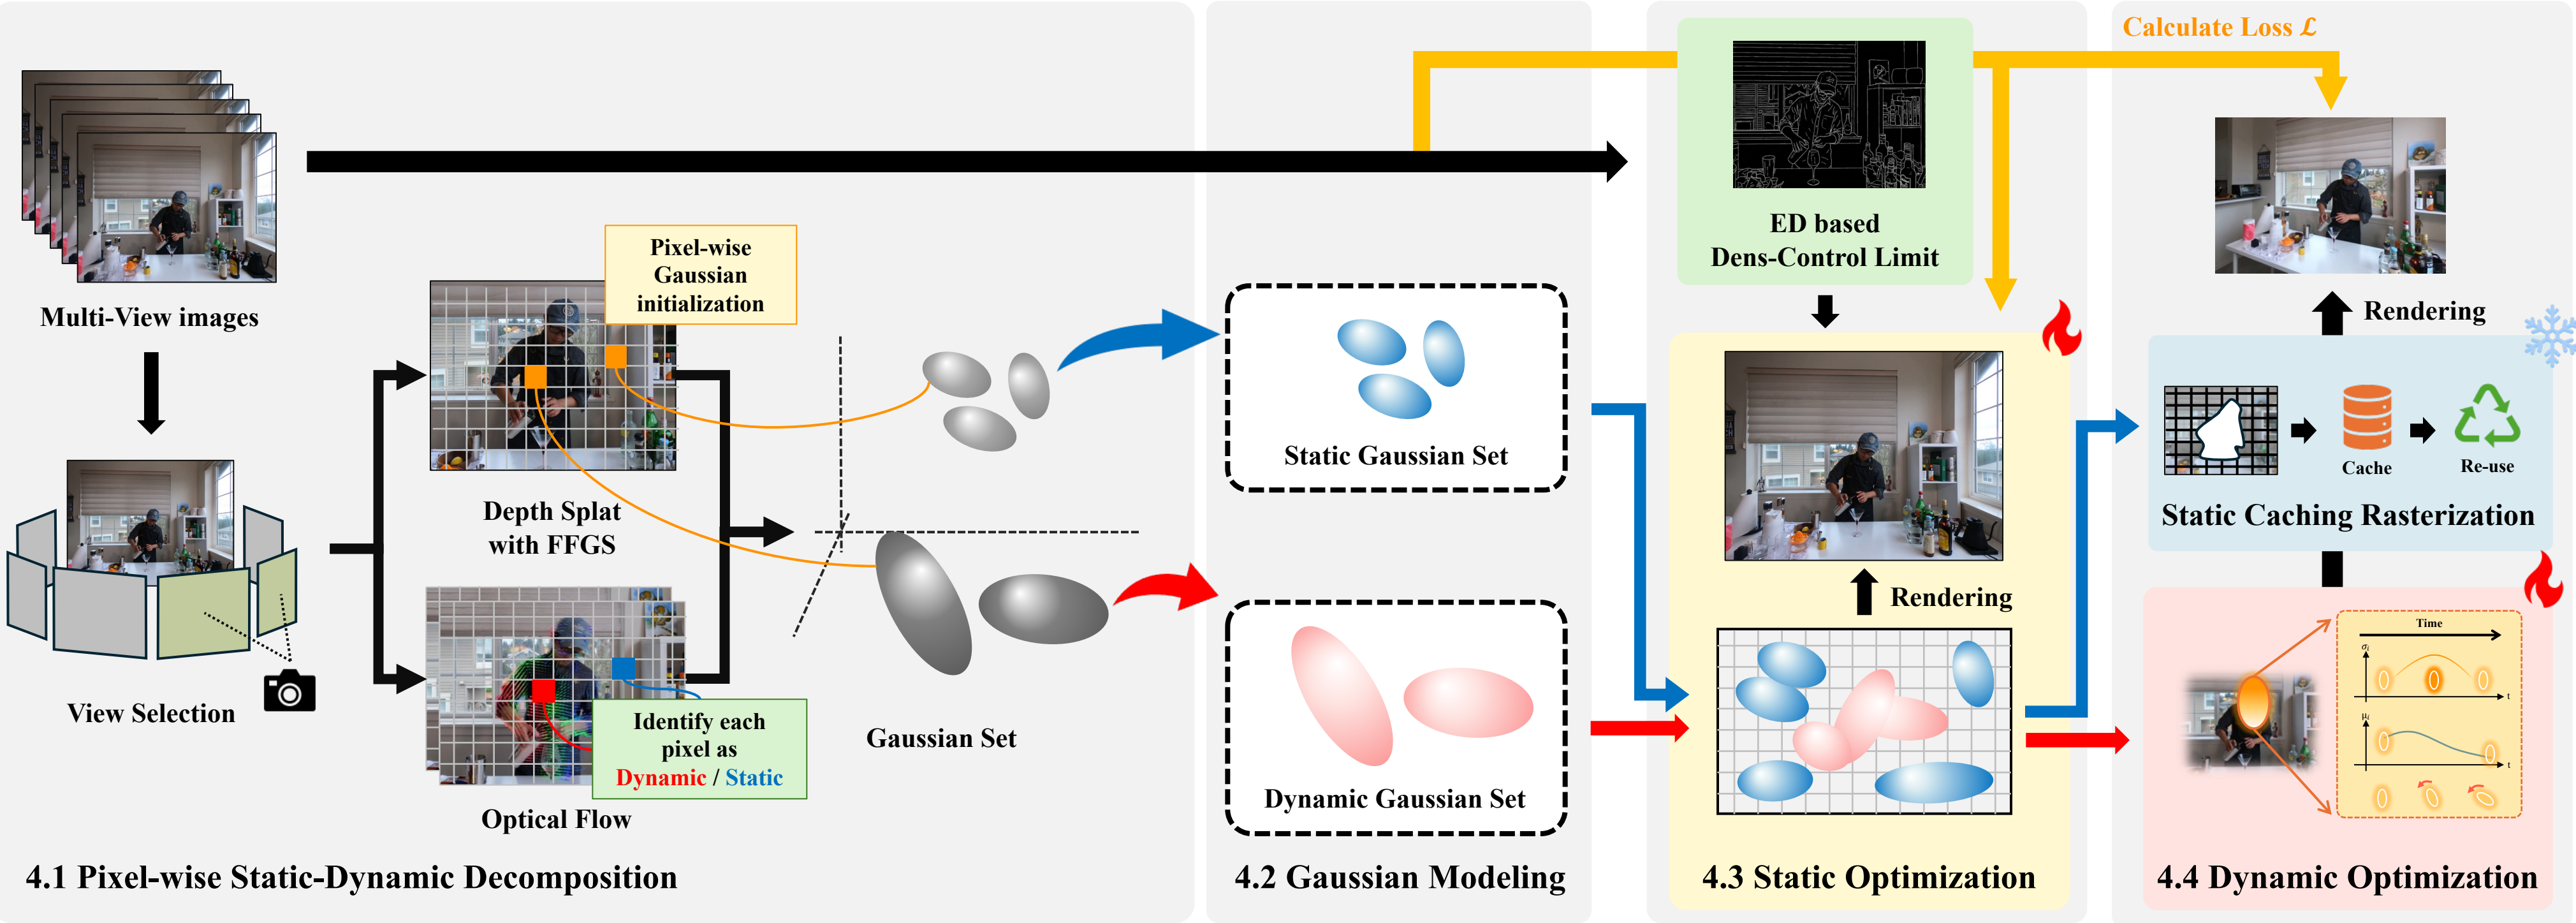 Multi-View images
View Selection
Pixel-wise
Gaussian
initialization
Depth Splat
with FFGS
Identify each
pixel as
Dynamic / Static
Optical Flow
Gaussian Set
4.1 Pixel-wise Static-Dynamic Decomposition
Static Gaussian Set
Dynamic Gaussian Set
4.2 Gaussian Modeling
ED based
Dens-Control Limit
Rendering
4.3 Static Optimization
Calculate Loss ℒ
Rendering
Cache
Re-use
Static Caching Rasterization
Time
σᵢ
t
μᵢ
t
4.4 Dynamic Optimization